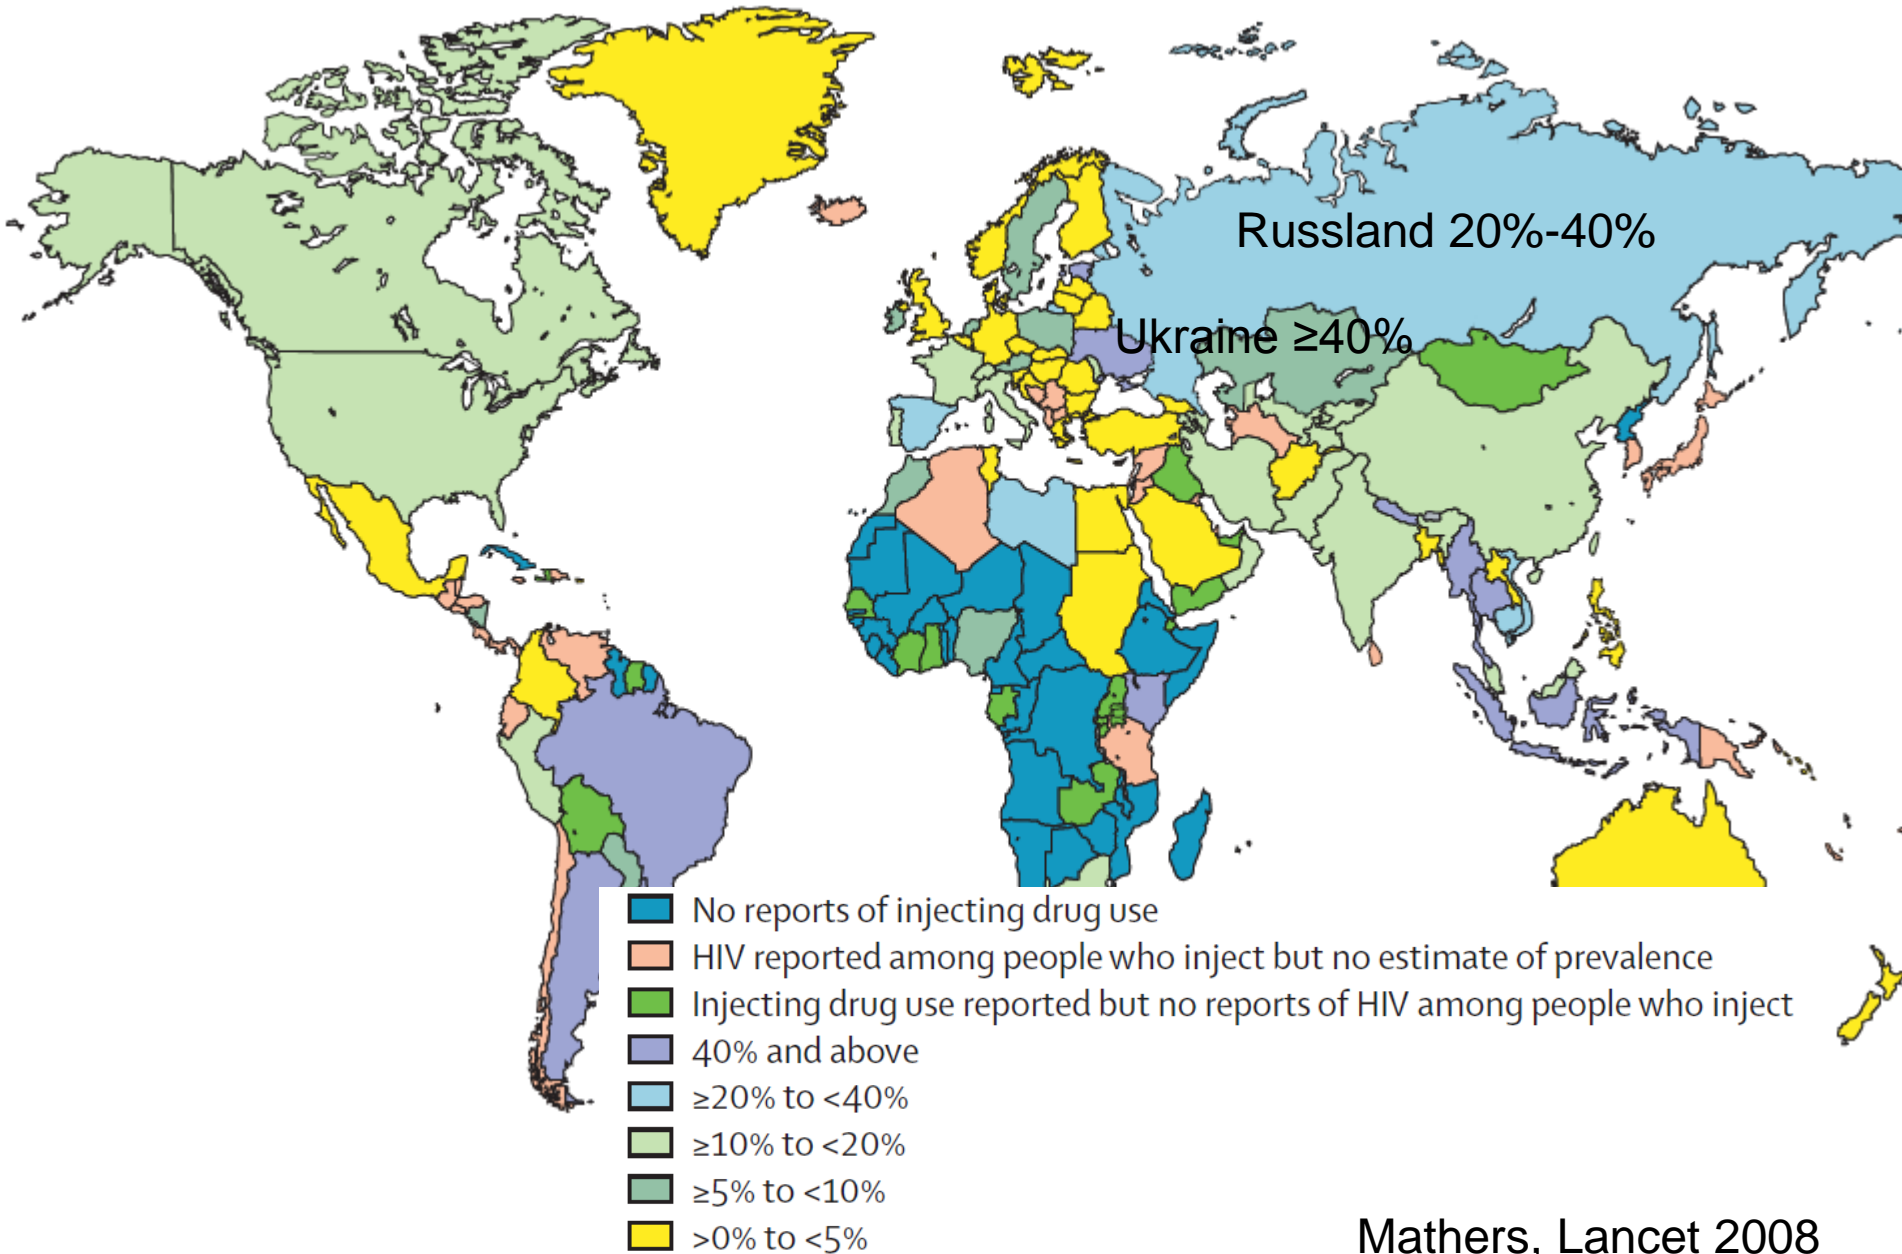 Russland 20%-40%
Ukraine ≥40%
No reports of injecting drug use
HIV reported among people who inject but no estimate of prevalence
Injecting drug use reported but no reports of HIV among people who inject
40% and above
≥20% to <40%
≥10% to <20%
≥5% to <10%
>0% to <5%
Mathers, Lancet 2008